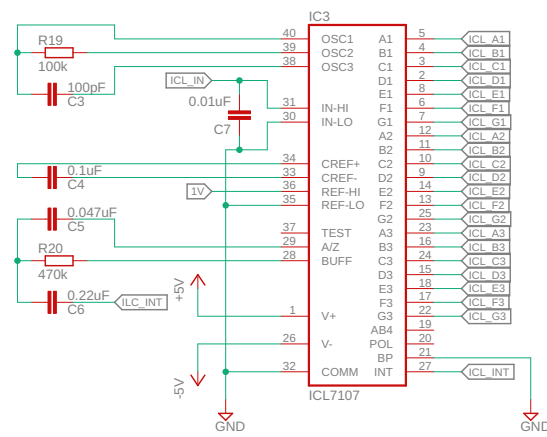 IC3
40 OSC1 A1 5 ICL_A1
R19 39 OSC2 B1 4 ICL_B1
100k 38 OSC3 C1 3 ICL_C1
D1 2 ICL_D1
100pF ICL_IN E1 8 ICL_E1
C3 0.01uF 31 IN-HI F1 6 ICL_F1
C7 30 IN-LO G1 7 ICL_G1
A2 12 ICL_A2
B2 11 ICL_B2
34 CREF+ C2 10 ICL_C2
0.1uF 33 CREF- D2 9 ICL_D2
C4 1V 36 REF-HI E2 14 ICL_E2
35 REF-LO F2 13 ICL_F2
0.047uF G2 25 ICL_G2
C5 37 TEST A3 23 ICL_A3
R20 29 A/Z B3 16 ICL_B3
470k 28 BUFF C3 24 ICL_C3
D3 15 ICL_D3
0.22uF ILC_INT E3 18 ICL_E3
C6 +5V F3 17 ICL_F3
1 V+ G3 22 ICL_G3
AB4 19
26 V- POL 20
BP 21
-5V 32 COMM INT 27 ICL_INT
ICL7107
GND GND